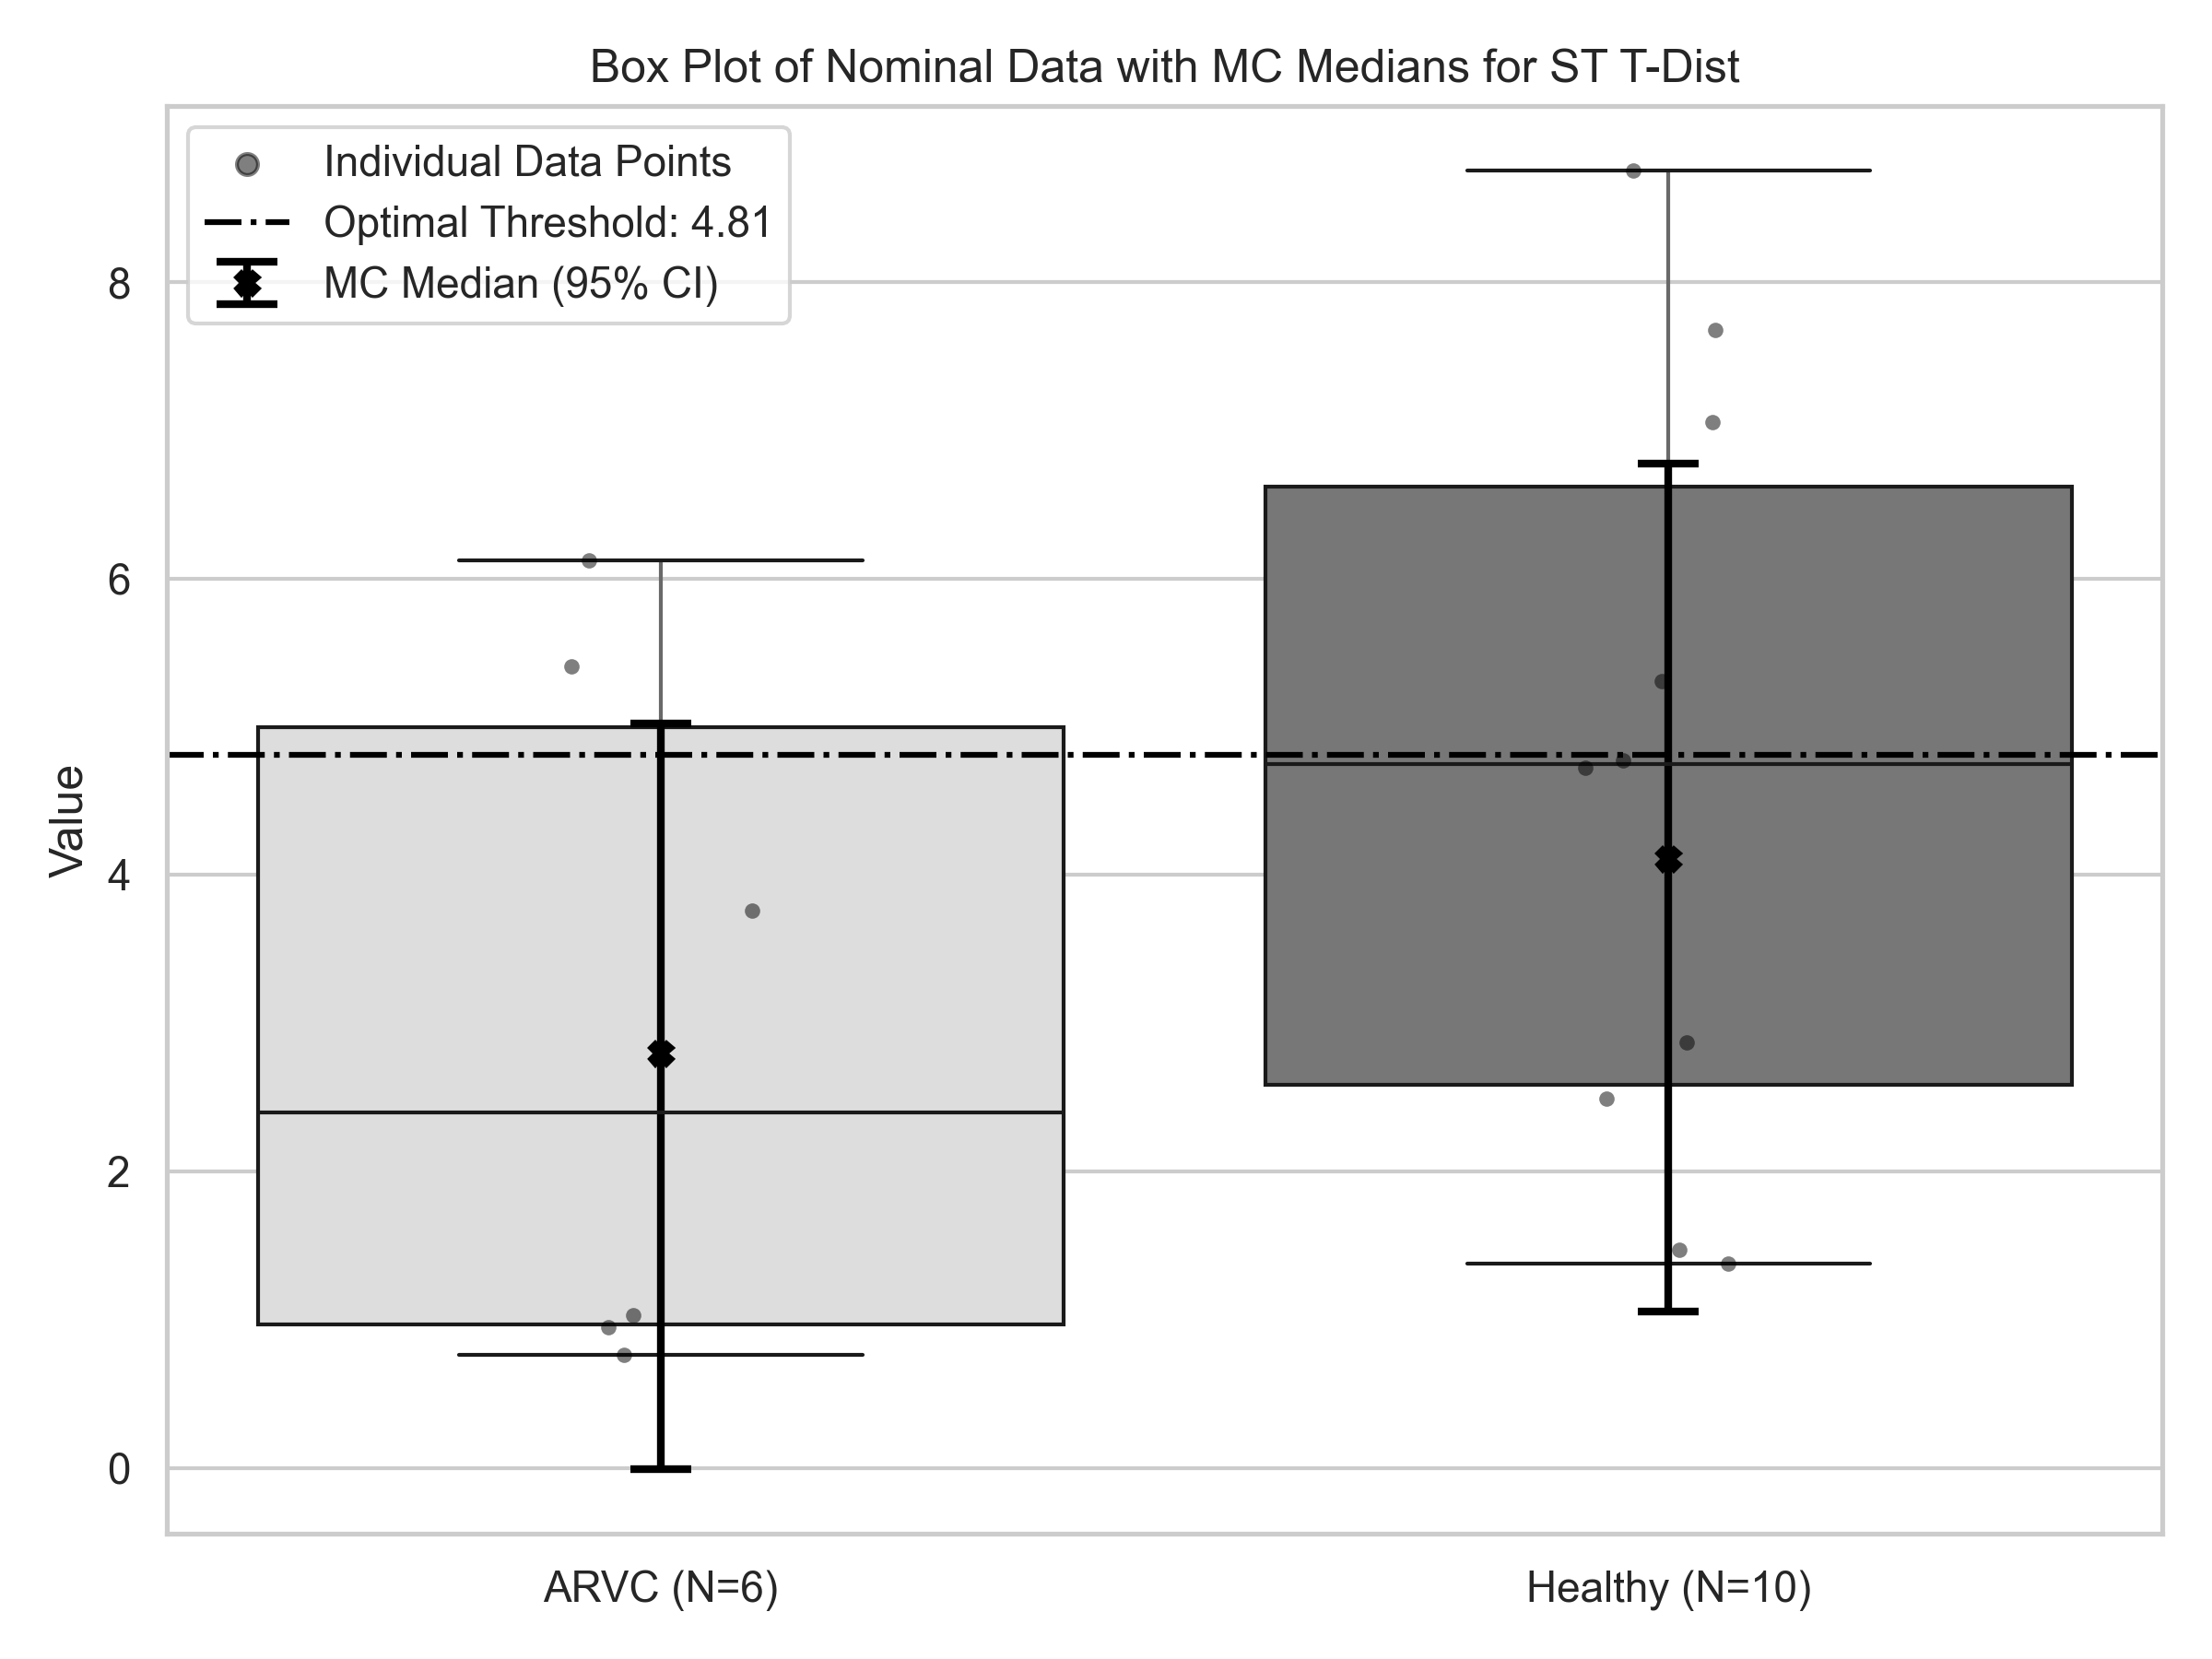 Box Plot of Nominal Data with MC Medians for ST T-Dist
Individual Data Points
Optimal Threshold: 4.81
MC Median (95% CI)
8
6
4
2
0
Value
ARVC (N=6)
Healthy (N=10)